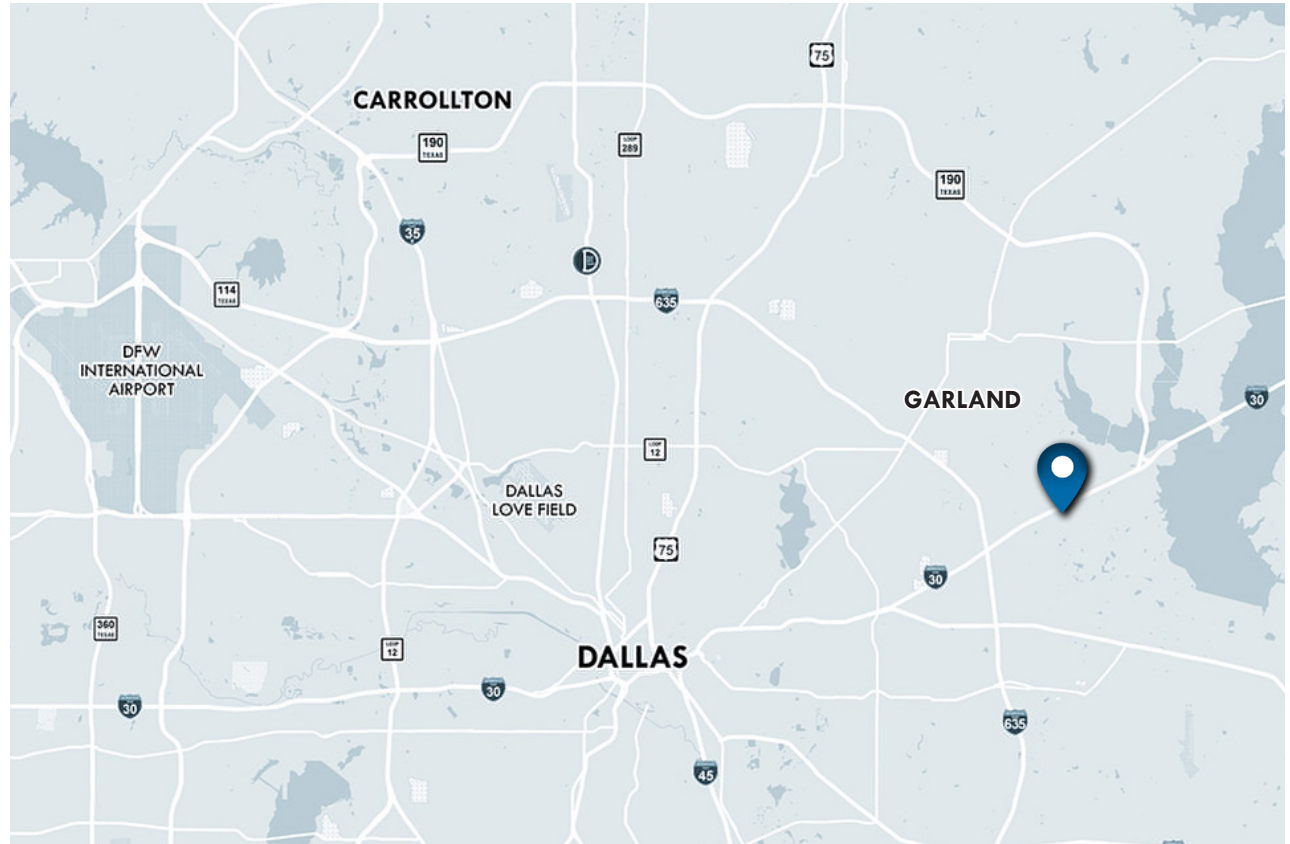 75
CARROLLTON
190
TEXAS
LOOP
289
190
TEXAS
35
D
114
TEXAS
635
DFW
INTERNATIONAL
AIRPORT
GARLAND
30
LOOP
12
DALLAS
LOVE FIELD
75
30
360
TEXAS
LOOP
12
DALLAS
30
30
635
45